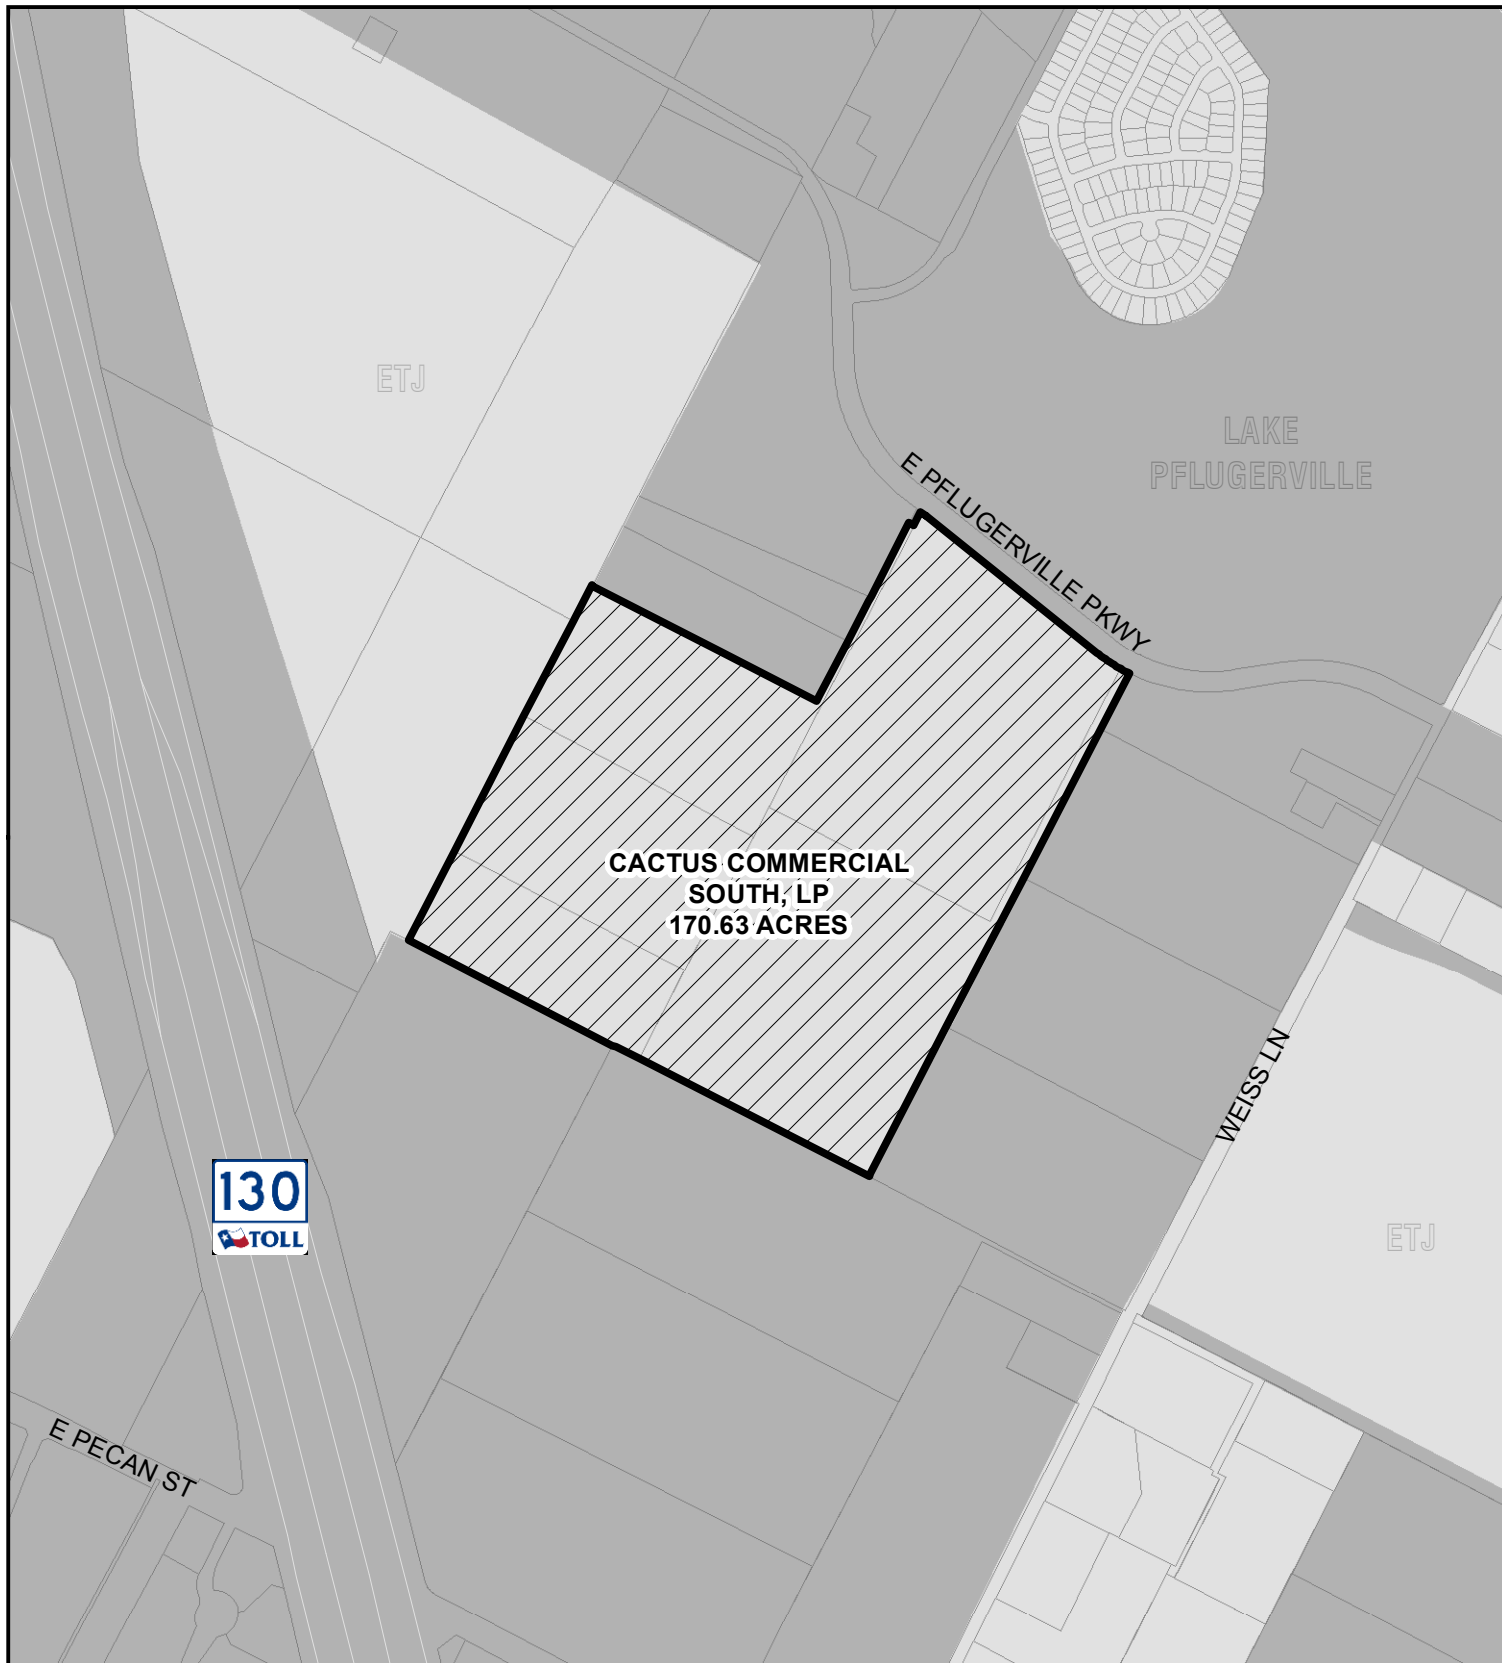 ETJ
LAKE
PFLUGERVILLE
E PFLUGERVILLE PKWY
CACTUS COMMERCIAL
SOUTH, LP
170.63 ACRES
WEISS LN
130
TOLL
ETJ
E PECAN ST